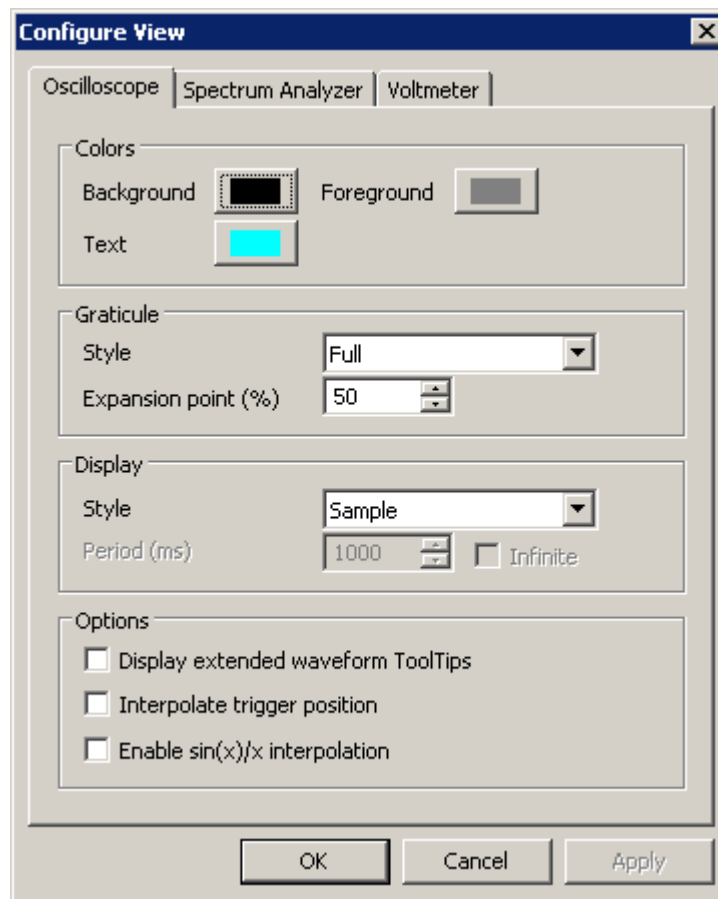 Configure View
Oscilloscope Spectrum Analyzer Voltmeter
Colors
Background Foreground
Text
Graticule
Style Full
Expansion point (%) 50
Display
Style Sample
Period (ms) 1000 Infinite
Options
Display extended waveform ToolTips
Interpolate trigger position
Enable sin(x)/x interpolation
OK Cancel Apply